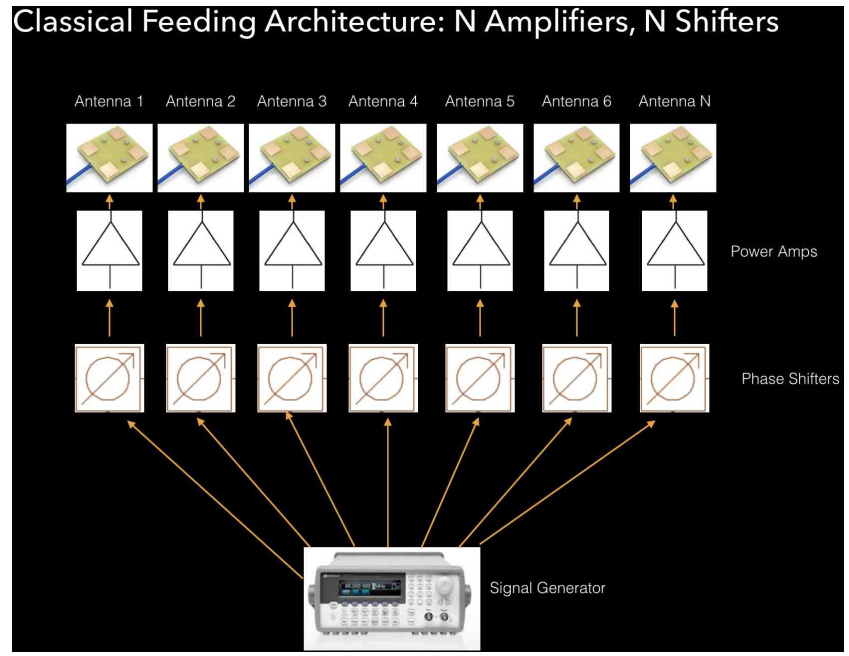 Classical Feeding Architecture: N Amplifiers, N Shifters
Antenna 1 Antenna 2 Antenna 3 Antenna 4 Antenna 5 Antenna 6 Antenna N
Power Amps
Phase Shifters
Signal Generator